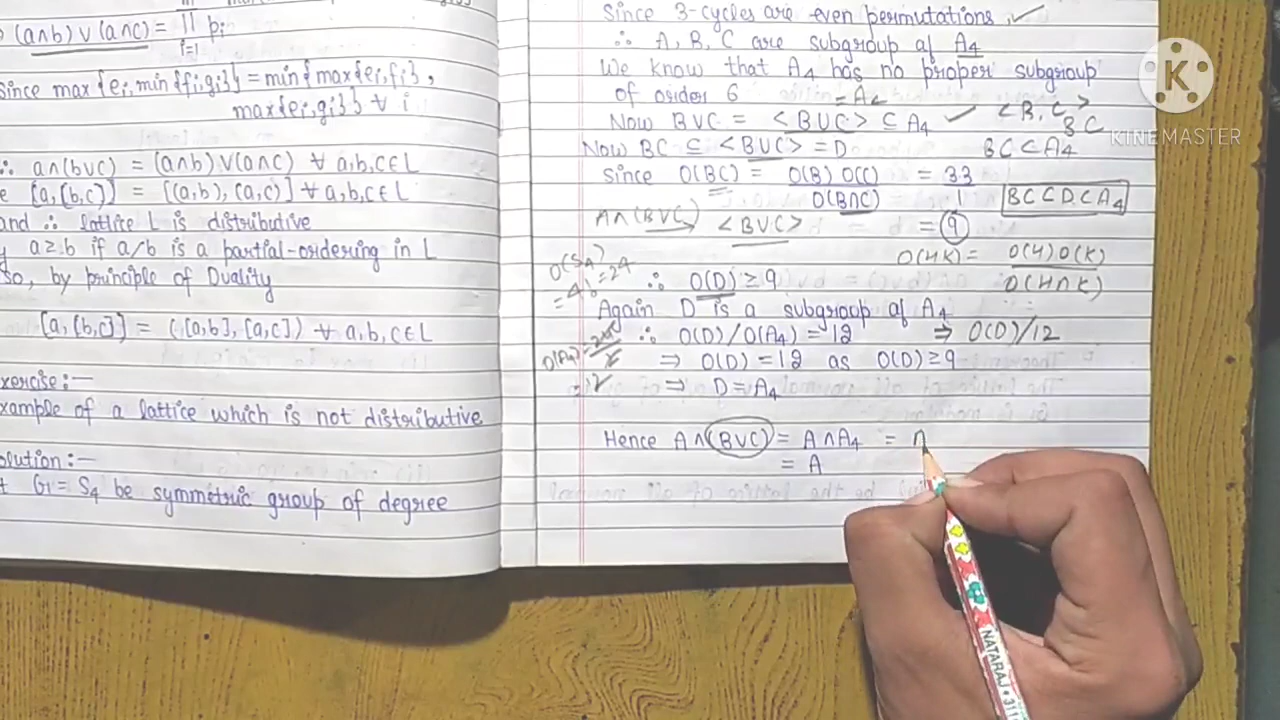 (a∩b) ∨ (a∩c) = ∏ pᵢ
i=1
Since max{eᵢ, min{fᵢ, gᵢ}} = min{max{eᵢ, fᵢ},
max{eᵢ, gᵢ}} ∀ i
∴ a∩(b∪c) = (a∩b) ∨ (a∩c) ∀ a,b,c∈L
[a, (b,c)] = [(a,b), (a,c)] ∀ a,b,c∈L
and ∴ lattice L is distributive
a≥b if a/b is a partial-ordering in L
So, by principle of Duality
[a, [b,c]] = ([a,b], [a,c]) ∀ a,b,c∈L
xercise:—
xample of a lattice which is not distributive
olution:—
t G = S₄ be symmetric group of degree
Since 3-cycles are even permutations
∴ A, B, C are subgroup of A₄
We know that A₄ has no proper subgroup
of order 6
Now B∨C = <B∪C> ⊆ A₄
<B, C>
BC
Now BC ⊆ <B∪C> = D
BC⊂A₄
Since O(BC) = O(B) O(C) = 3.3
O(B∩C) 1
BC⊂D⊂A₄
A∩(B∪C) <B∪C> = 9
O(HK) = O(H) O(K)
O(H∩K)
O(S₄)
= 4! = 24
∴ O(D) ≥ 9
Again D is a subgroup of A₄
∴ O(D) / O(A₄) = 12 ⇒ O(D)/12
O(A₄) = 24
2
= 12
⇒ O(D) = 12 as O(D) ≥ 9
⇒ D = A₄
Hence A∩(B∪C) = A∩A₄ =
= A
K
KINEMASTER
NATARAJ